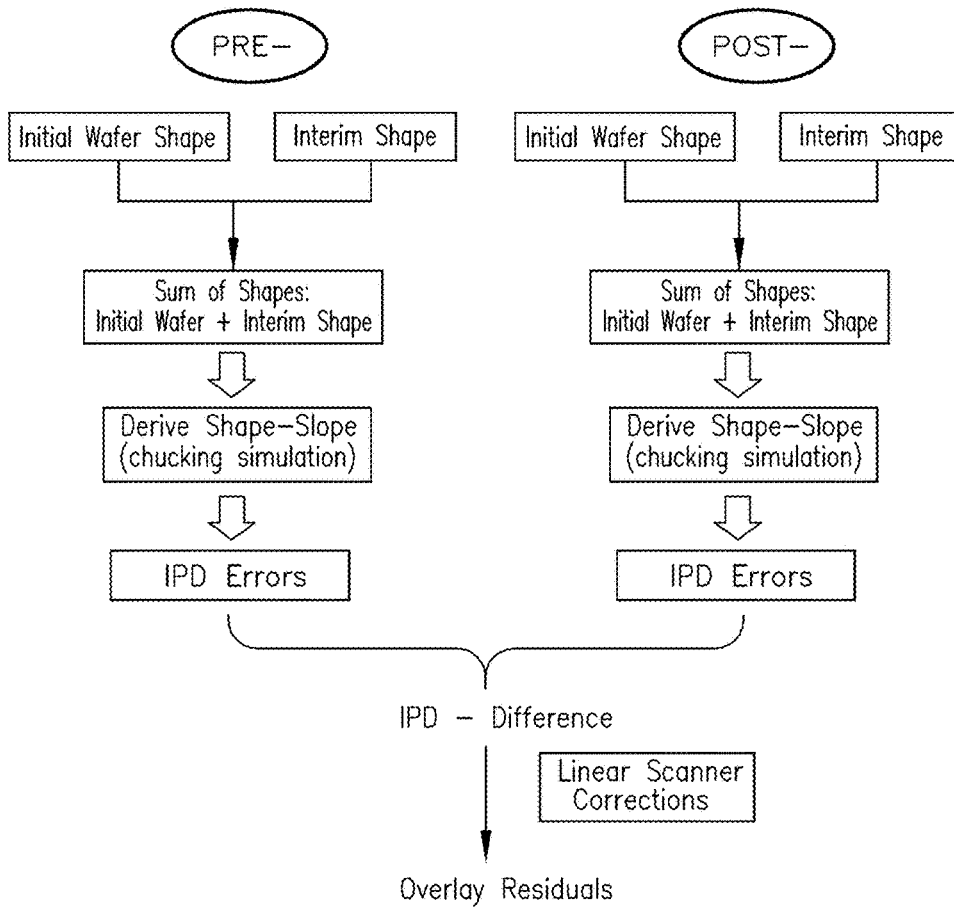 PRE–
POST–
Initial Wafer Shape
Interim Shape
Initial Wafer Shape
Interim Shape
Sum of Shapes:
Initial Wafer + Interim Shape
Sum of Shapes:
Initial Wafer + Interim Shape
Derive Shape–Slope
(chucking simulation)
Derive Shape–Slope
(chucking simulation)
IPD Errors
IPD Errors
IPD – Difference
Linear Scanner
Corrections
Overlay Residuals